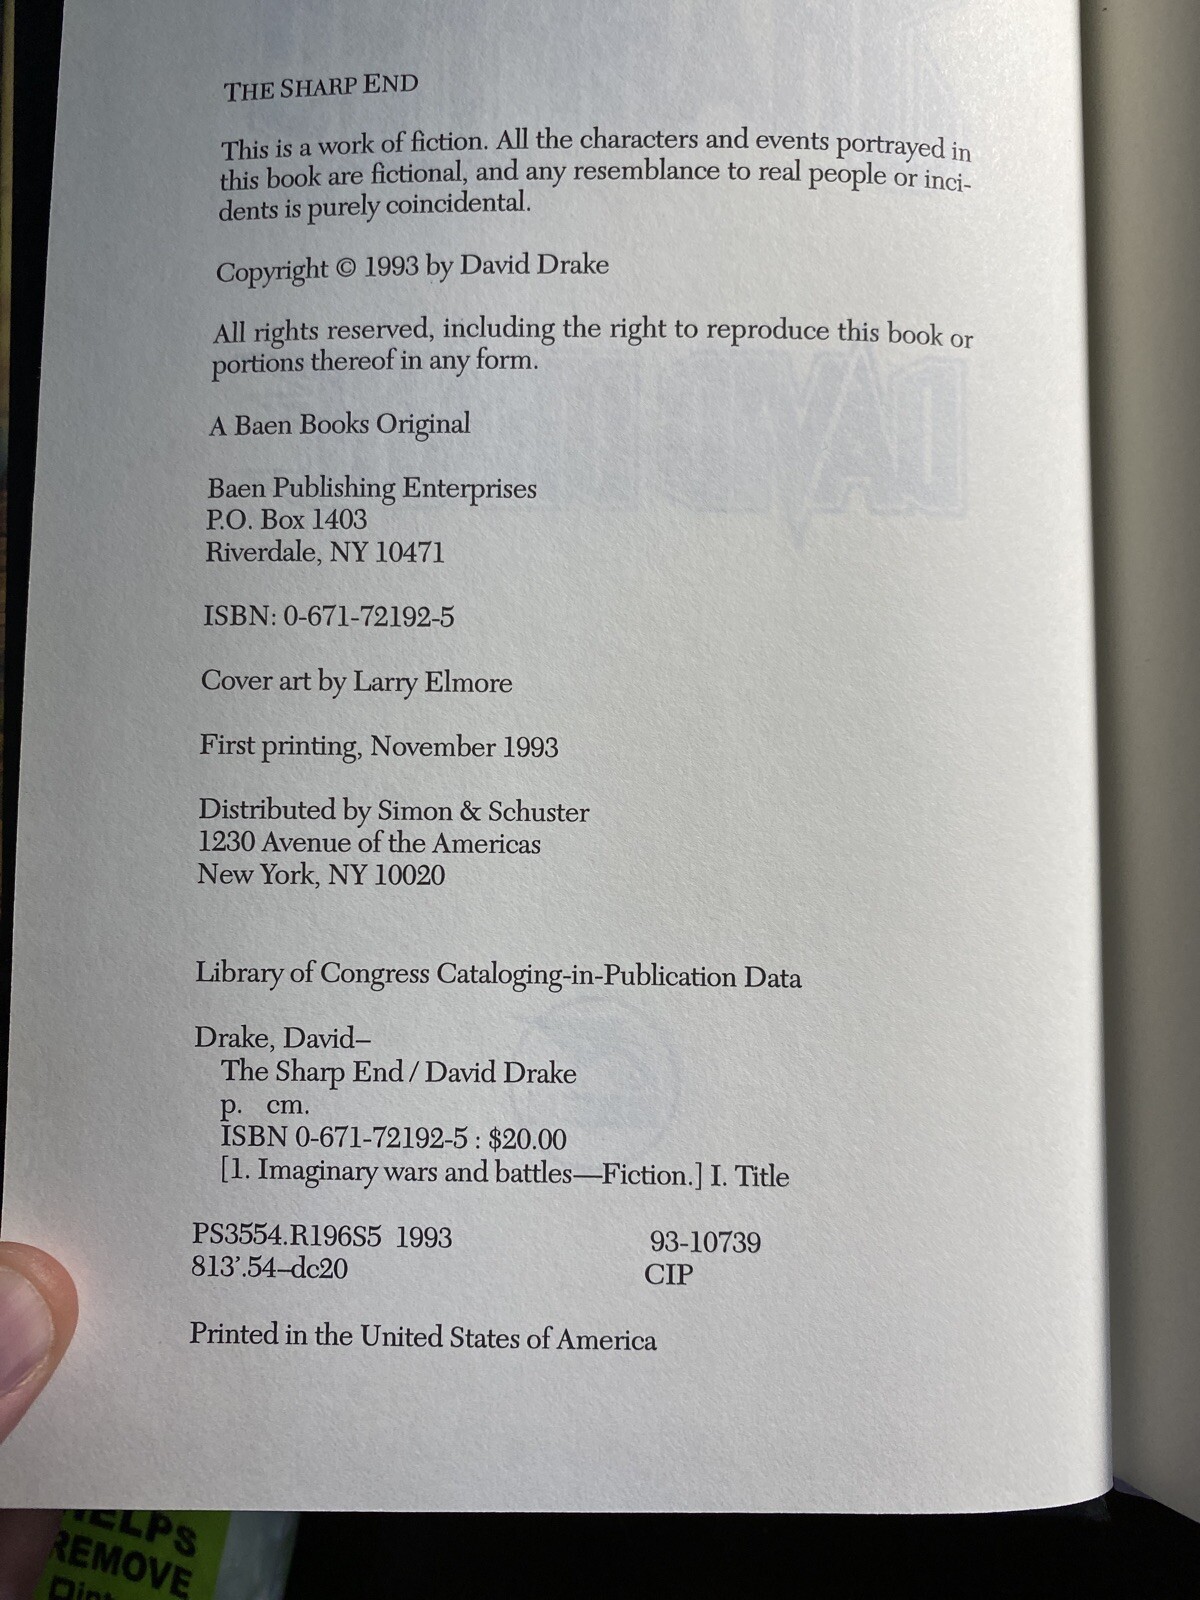 THE SHARP END
This is a work of fiction. All the characters and events portrayed in
this book are fictional, and any resemblance to real people or inci-
dents is purely coincidental.
Copyright © 1993 by David Drake
All rights reserved, including the right to reproduce this book or
portions thereof in any form.
A Baen Books Original
Baen Publishing Enterprises
P.O. Box 1403
Riverdale, NY 10471
ISBN: 0-671-72192-5
Cover art by Larry Elmore
First printing, November 1993
Distributed by Simon & Schuster
1230 Avenue of the Americas
New York, NY 10020
Library of Congress Cataloging-in-Publication Data
Drake, David–
The Sharp End / David Drake
p. cm.
ISBN 0-671-72192-5 : $20.00
[1. Imaginary wars and battles—Fiction.] I. Title
PS3554.R196S5 1993 93-10739
813’.54–dc20 CIP
Printed in the United States of America
HELPS
REMOVE